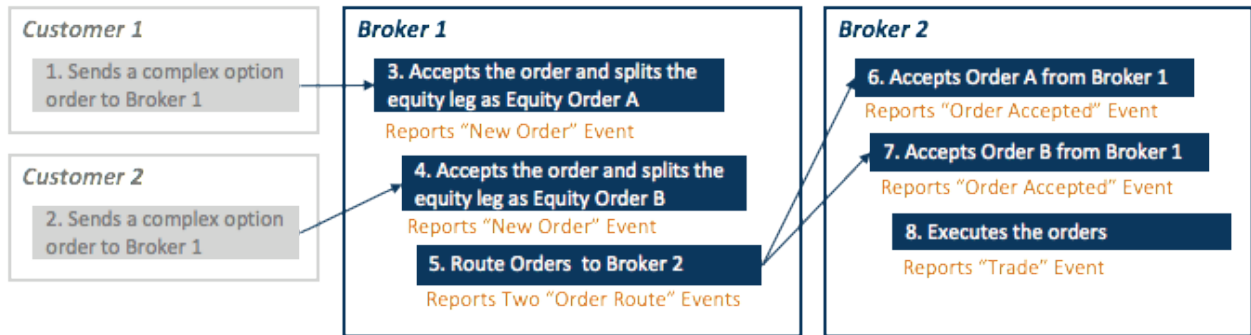 Customer 1
1. Sends a complex option
order to Broker 1
Customer 2
2. Sends a complex option
order to Broker 1
Broker 1
3. Accepts the order and splits the
equity leg as Equity Order A
Reports "New Order" Event
4. Accepts the order and splits the
equity leg as Equity Order B
Reports "New Order" Event
5. Route Orders to Broker 2
Reports Two "Order Route" Events
Broker 2
6. Accepts Order A from Broker 1
Reports "Order Accepted" Event
7. Accepts Order B from Broker 1
Reports "Order Accepted" Event
8. Executes the orders
Reports "Trade" Event